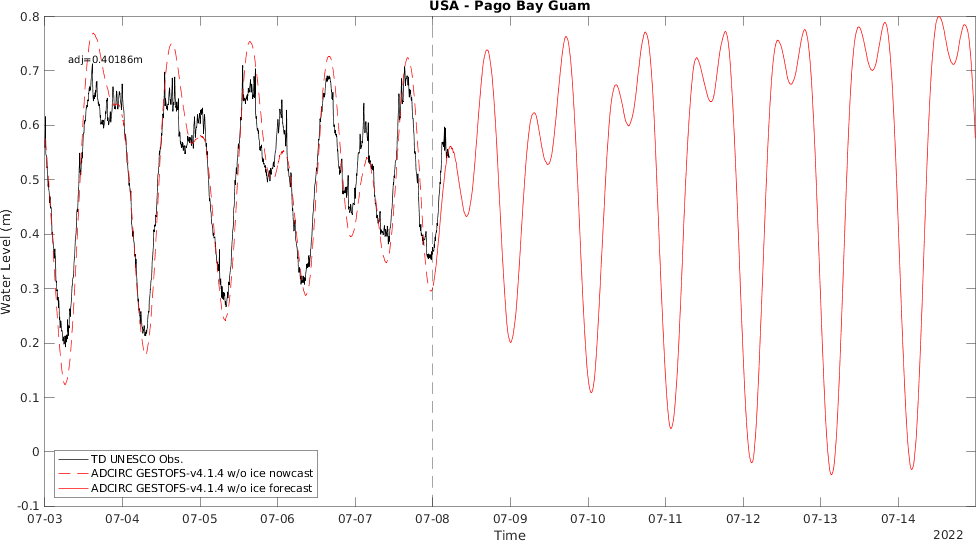 USA - Pago Bay Guam
adj=0.40186m
0.8
0.7
0.6
0.5
0.4
0.3
0.2
0.1
0
-0.1
Water Level (m)
TD UNESCO Obs.
ADCIRC GESTOFS-v4.1.4 w/o ice nowcast
ADCIRC GESTOFS-v4.1.4 w/o ice forecast
07-03 07-04 07-05 07-06 07-07 07-08 07-09 07-10 07-11 07-12 07-13 07-14
Time
2022